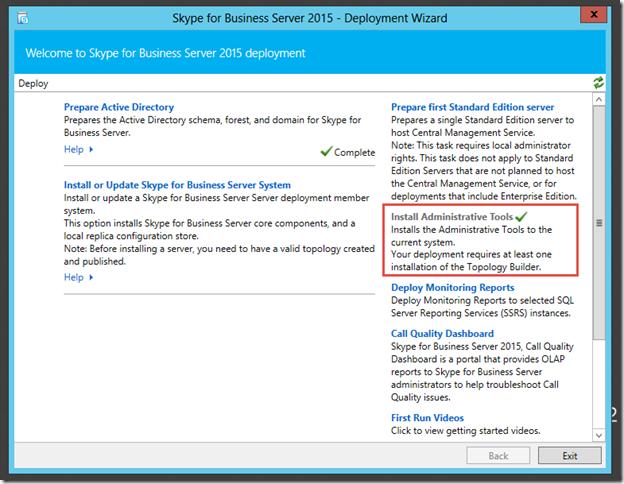 Skype for Business Server 2015 - Deployment Wizard
Welcome to Skype for Business Server 2015 deployment
Deploy
Prepare Active Directory
Prepares the Active Directory schema, forest, and domain for Skype for
Business Server.
Help
Complete
Install or Update Skype for Business Server System
Install or update a Skype for Business Server Server deployment member
system.
This option installs Skype for Business Server core components, and a
local replica configuration store.
Note: Before installing a server, you need to have a valid topology created
and published.
Help
Prepare first Standard Edition server
Prepares a single Standard Edition server to
host Central Management Service.
Note: This task requires local administrator
rights. This task does not apply to Standard
Edition Servers that are not planned to host
the Central Management Service, or for
deployments that include Enterprise Edition.
Install Administrative Tools
Installs the Administrative Tools to the
current system.
Your deployment requires at least one
installation of the Topology Builder.
Deploy Monitoring Reports
Deploy Monitoring Reports to selected SQL
Server Reporting Services (SSRS) instances.
Call Quality Dashboard
Skype for Business Server 2015, Call Quality
Dashboard is a portal that provides OLAP
reports to Skype for Business Server
administrators to help troubleshoot Call
Quality issues.
First Run Videos
Click to view getting started videos.
2
Back
Exit